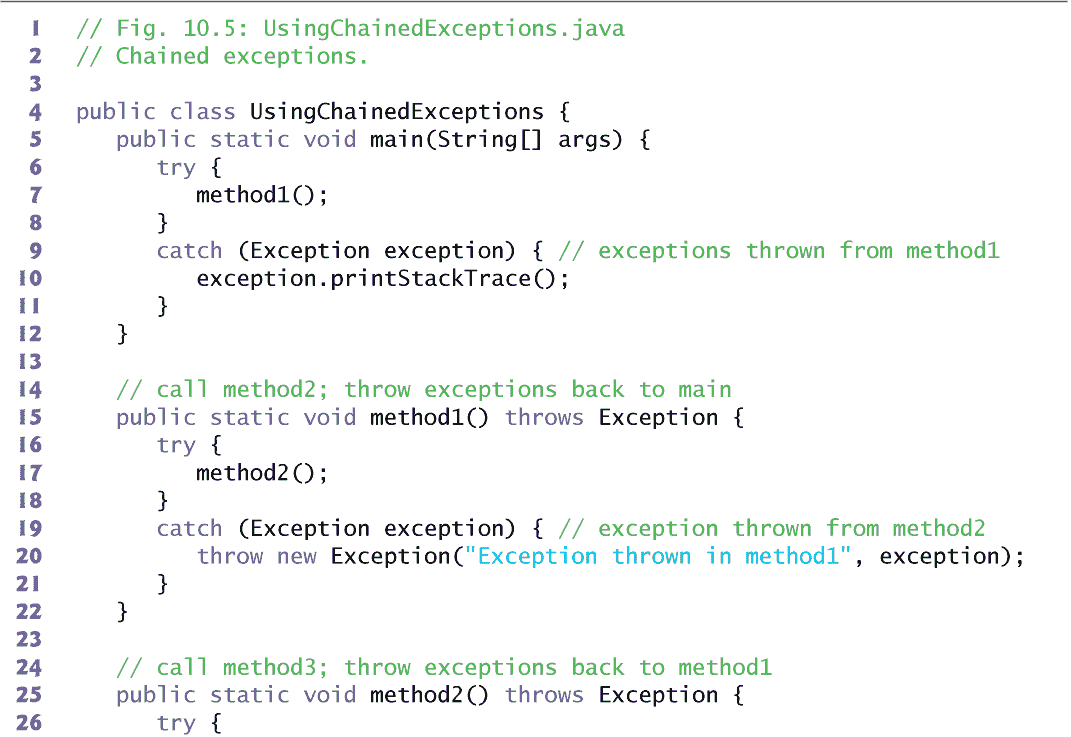 1 // Fig. 10.5: UsingChainedExceptions.java
2 // Chained exceptions.
3
4 public class UsingChainedExceptions {
5    public static void main(String[] args) {
6       try {
7          method1();
8       }
9       catch (Exception exception) { // exceptions thrown from method1
10          exception.printStackTrace();
11       }
12    }
13
14    // call method2; throw exceptions back to main
15    public static void method1() throws Exception {
16       try {
17          method2();
18       }
19       catch (Exception exception) { // exception thrown from method2
20          throw new Exception("Exception thrown in method1", exception);
21       }
22    }
23
24    // call method3; throw exceptions back to method1
25    public static void method2() throws Exception {
26       try {